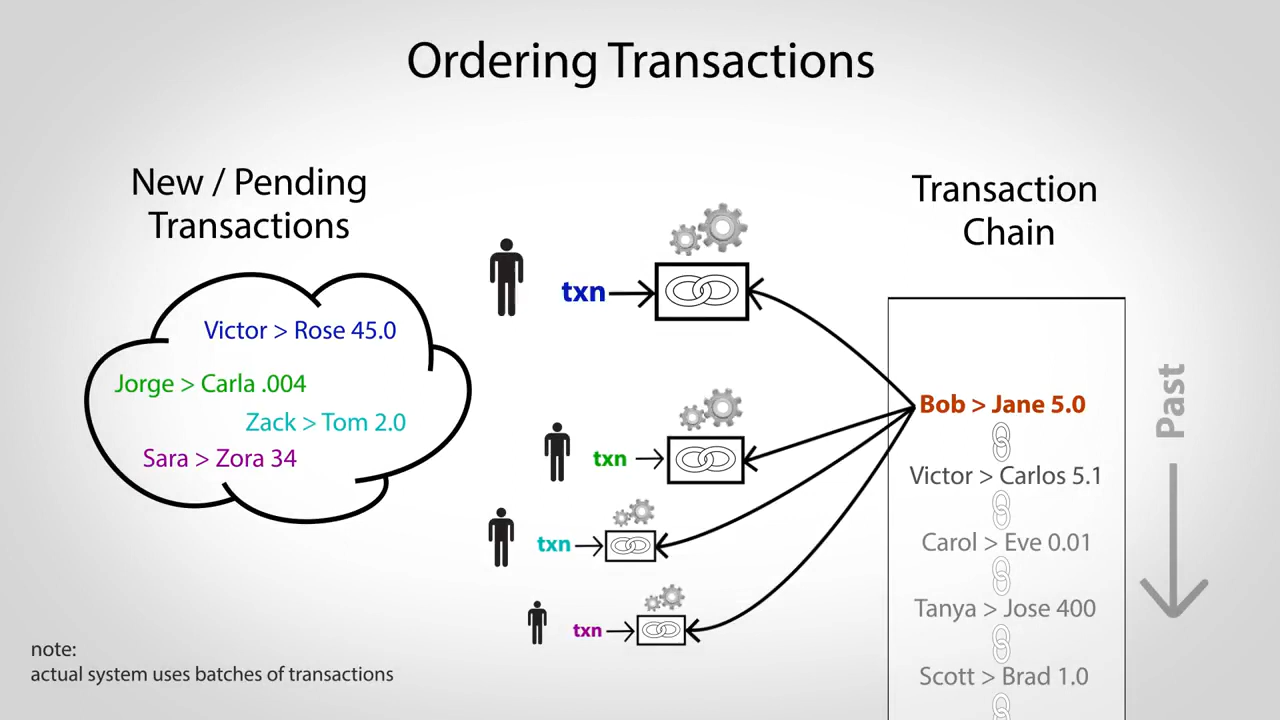 Ordering Transactions
New / Pending
Transactions
Victor > Rose 45.0
Jorge > Carla .004
Zack > Tom 2.0
Sara > Zora 34
txn
txn
txn
txn
Transaction
Chain
Bob > Jane 5.0
Victor > Carlos 5.1
Carol > Eve 0.01
Tanya > Jose 400
Scott > Brad 1.0
Past
note:
actual system uses batches of transactions